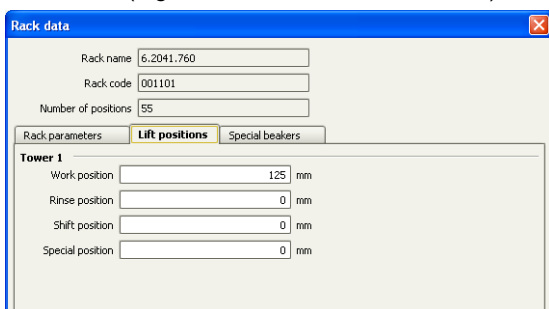 Rack data
Rack name 6.2041.760
Rack code 001101
Number of positions 55
Rack parameters Lift positions Special beakers
Tower 1
Work position 125 mm
Rinse position 0 mm
Shift position 0 mm
Special position 0 mm